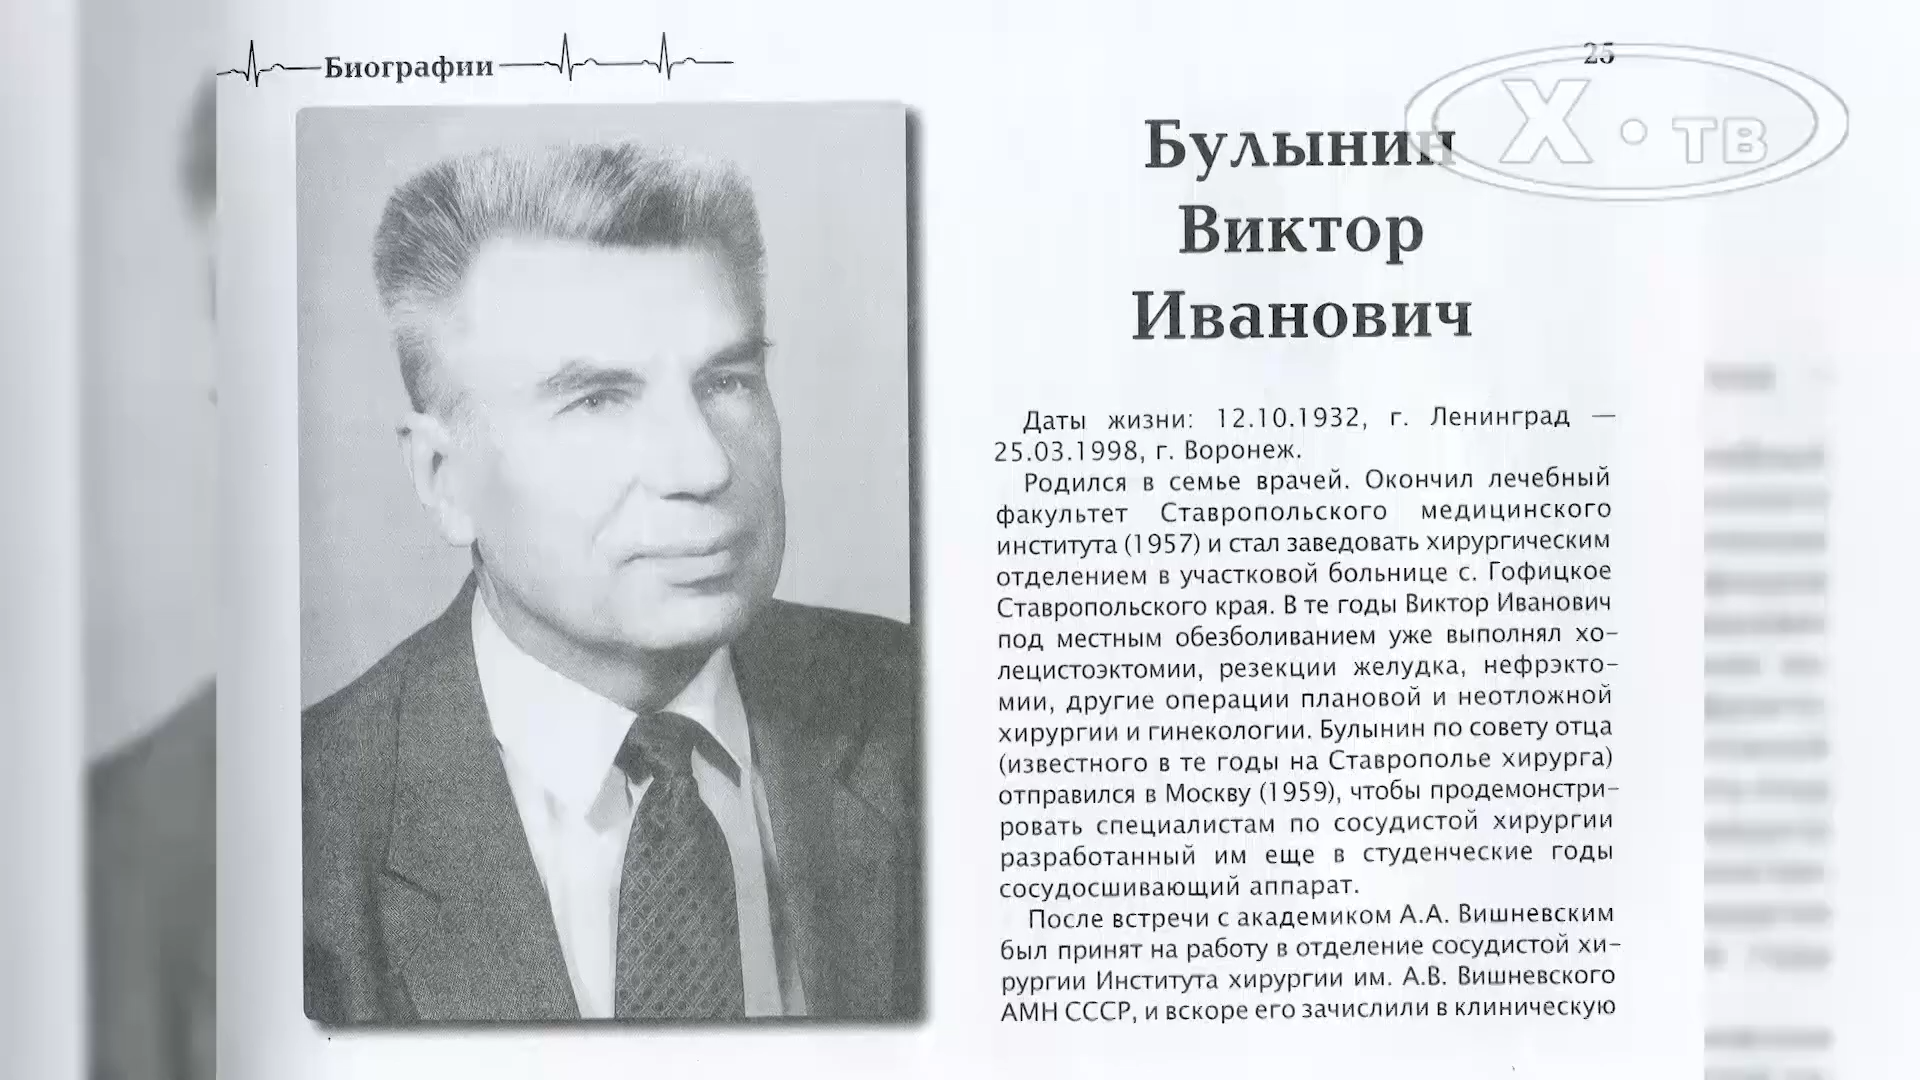 Биографии
25
Х·ТВ
Булынин
Виктор
Иванович
Даты жизни: 12.10.1932, г. Ленинград —
25.03.1998, г. Воронеж.
Родился в семье врачей. Окончил лечебный
факультет Ставропольского медицинского
института (1957) и стал заведовать хирургическим
отделением в участковой больнице с. Гофицкое
Ставропольского края. В те годы Виктор Иванович
под местным обезболиванием уже выполнял хо-
лецистоэктомии, резекции желудка, нефрэкто-
мии, другие операции плановой и неотложной
хирургии и гинекологии. Булынин по совету отца
(известного в те годы на Ставрополье хирурга)
отправился в Москву (1959), чтобы продемонстри-
ровать специалистам по сосудистой хирургии
разработанный им еще в студенческие годы
сосудосшивающий аппарат.
После встречи с академиком А.А. Вишневским
был принят на работу в отделение сосудистой хи-
рургии Института хирургии им. А.В. Вишневского
АМН СССР, и вскоре его зачислили в клиническую